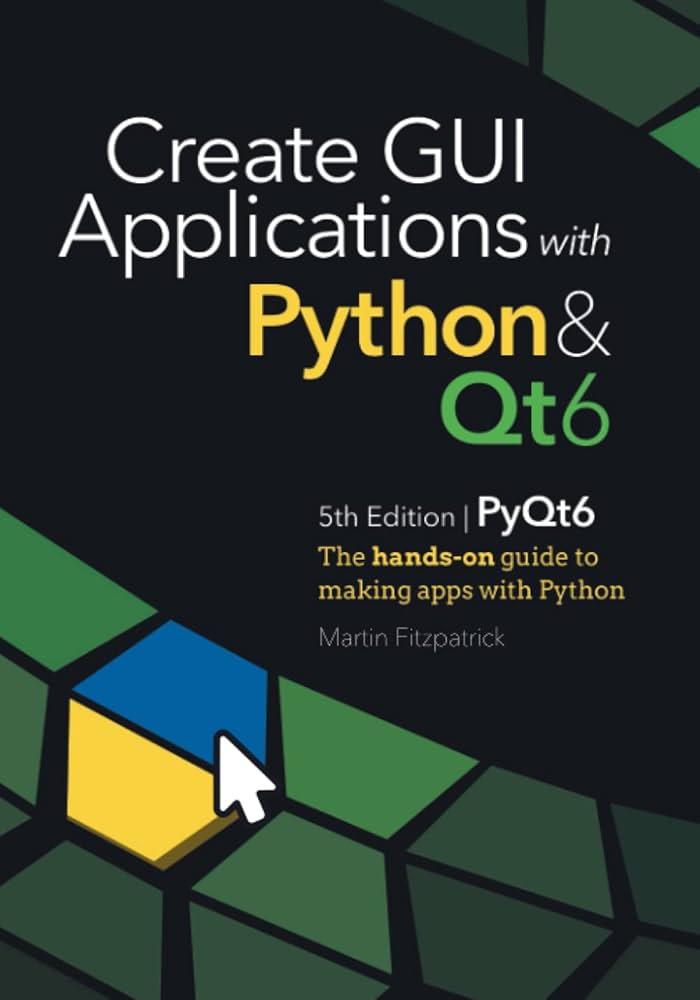 Create GUI
Applications with
Python &
Qt6
5th Edition | PyQt6
The hands-on guide to
making apps with Python
Martin Fitzpatrick